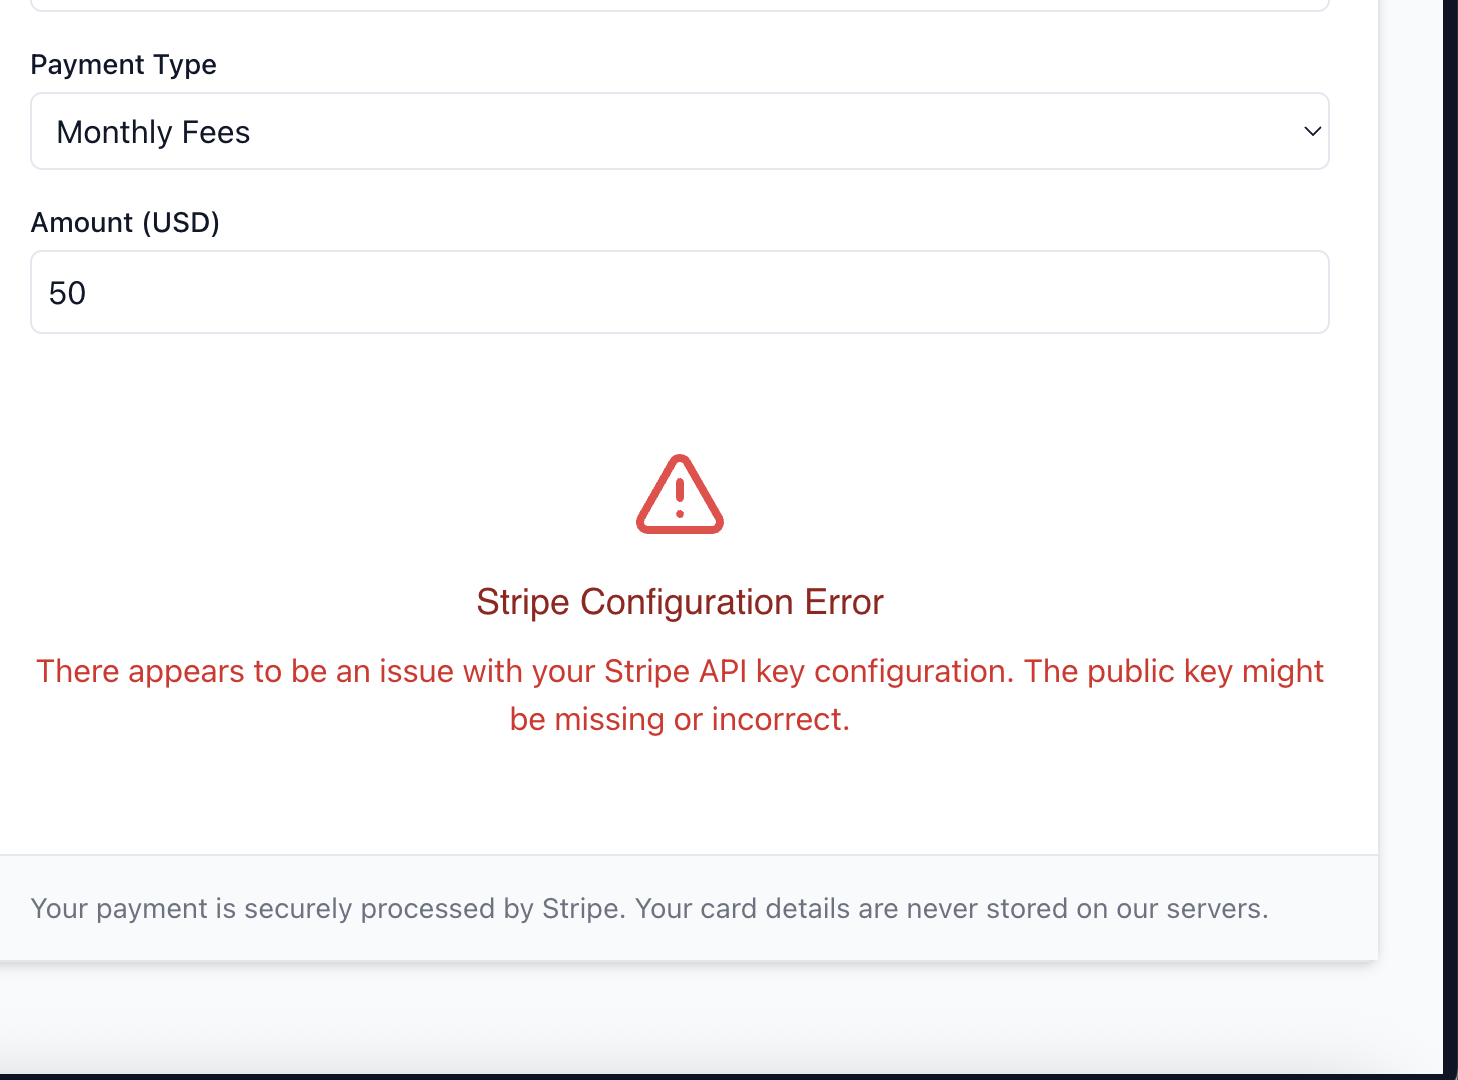 Payment Type
Monthly Fees
Amount (USD)
50
Stripe Configuration Error
There appears to be an issue with your Stripe API key configuration. The public key might
be missing or incorrect.
Your payment is securely processed by Stripe. Your card details are never stored on our servers.